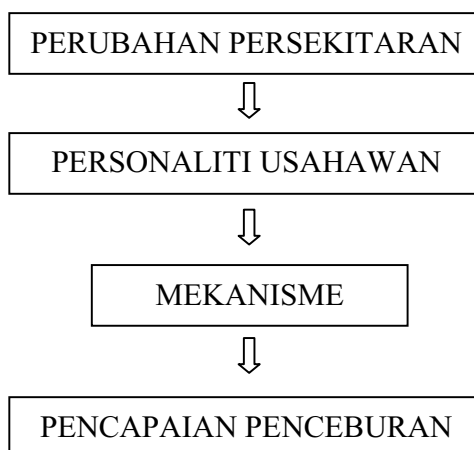 PERUBAHAN PERSEKITARAN
PERSONALITI USAHAWAN
MEKANISME
PENCAPAIAN PENCEBURAN